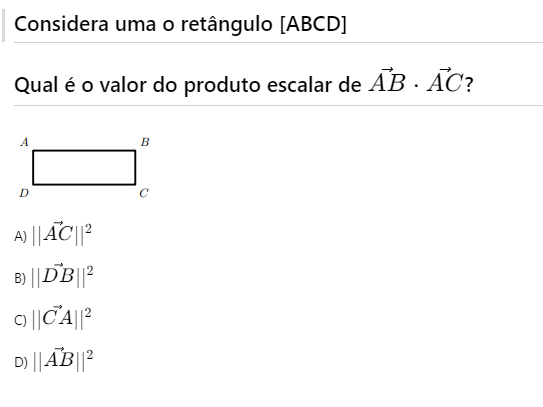 Considera uma o retângulo [ABCD]
Qual é o valor do produto escalar de $\vec{AB} \cdot \vec{AC}$?
A B
D C
A) $||\vec{AC}||^2$
B) $||\vec{DB}||^2$
C) $||\vec{CA}||^2$
D) $||\vec{AB}||^2$